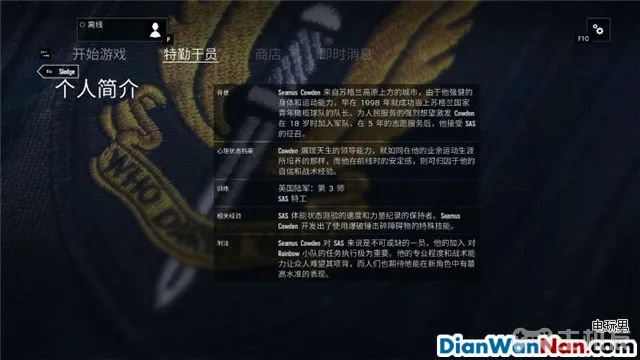 离线
P
F10
开始游戏
特勤干员
商店
即时消息
Esc Sledge
个人简介
背景
Seamus Cowden 来自苏格兰高原上方的城市，由于他强健的
身体和运动能力，早在 1998 年就成功当上苏格兰国家
青年橄榄球队的队长。为人民服务的强烈想望激发 Cowden
在 18 岁时加入军队，在 5 年的志愿服务后，他接受 SAS
的征召。
心理状态档案
Cowden 展现天生的领导能力，就如同在他的业余运动生涯
所培养的那样，而他在前线时的安定感，则可归因于他的
自信和战术经验。
训练
英国陆军：第 3 师
SAS 特工
相关经验
SAS 体能状态测验的速度和力量纪录的保持者。Seamus
Cowden 开发出了使用爆破锤击碎障碍物的特殊技能。
附注
Seamus Cowden 对 SAS 来说是不可或缺的一员，他的加入 对
Rainbow 小队的任务执行极为重要。他的专业程度和战术能
力让众人难望其项背，而人们也期待他能在新角色中有最
高水准的表现。
WHO DA
电玩男
DianWanNan.com